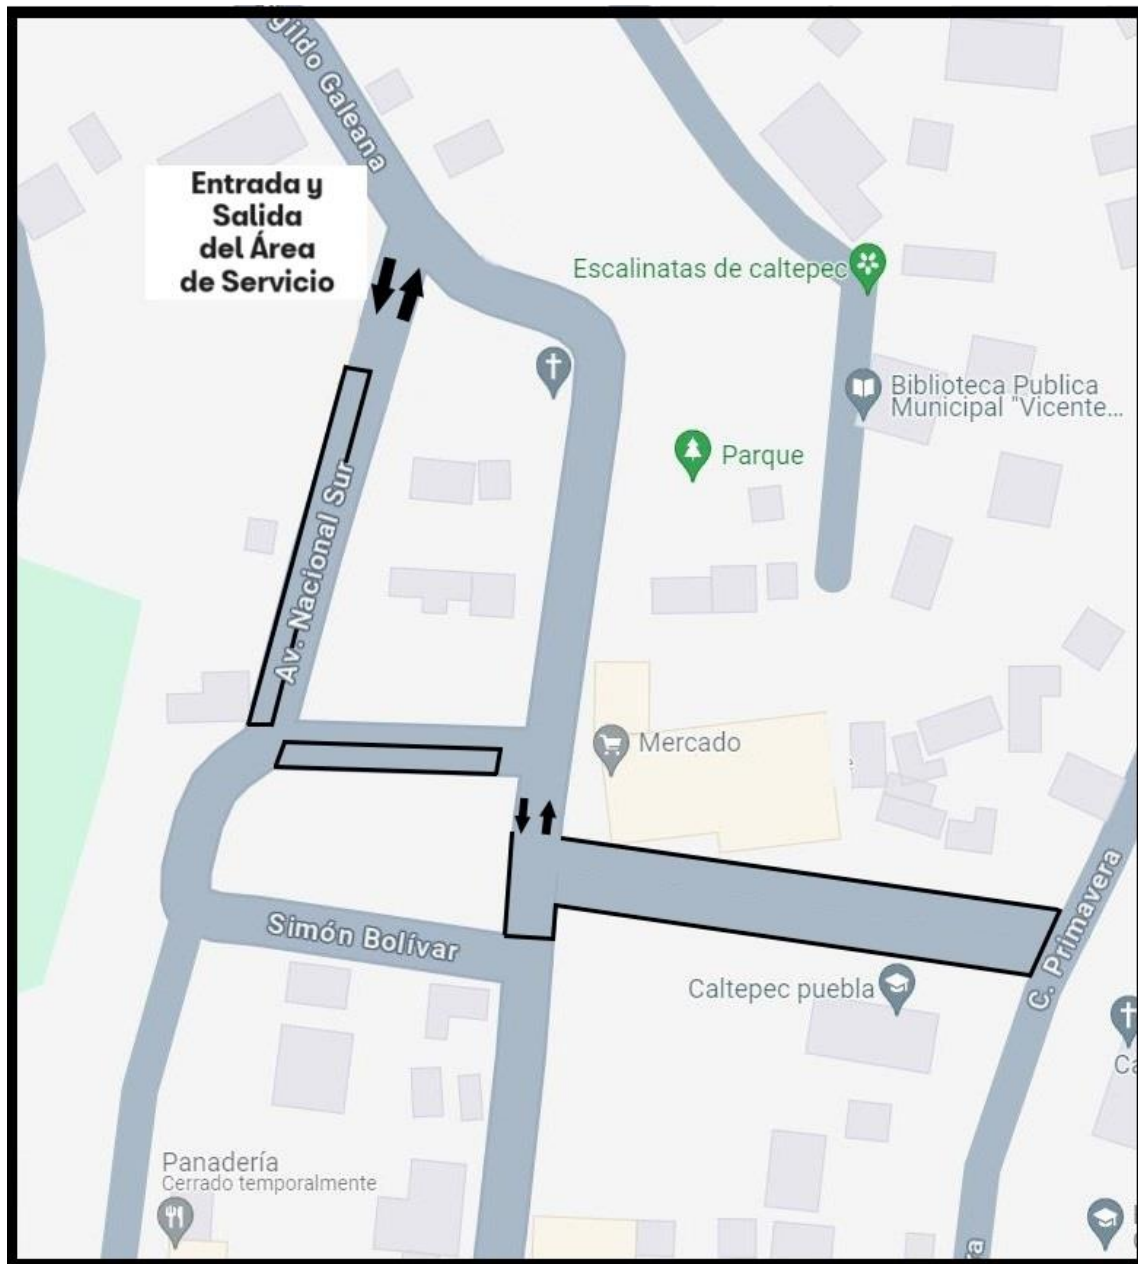 gildo Galeana
Entrada y
Salida
del Área
de Servicio
Escalinatas de caltepec
Biblioteca Publica
Municipal "Vicente...
Parque
Av. Nacional Sur
Mercado
Simón Bolívar
C. Primavera
Caltepec puebla
Ca
Panadería
Cerrado temporalmente